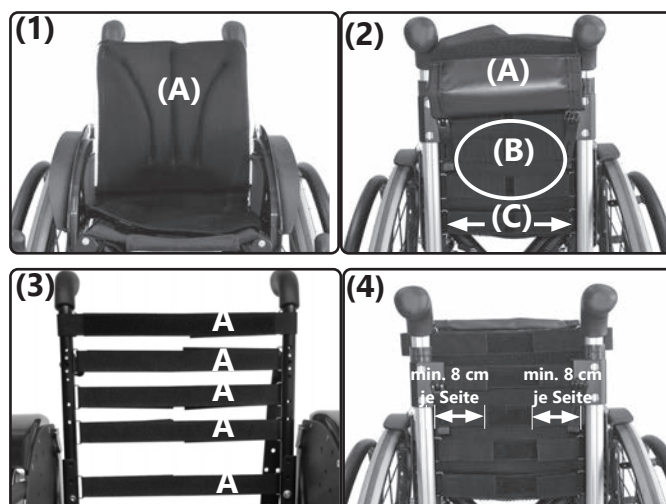 (1)
(A)
(2)
(A)
(B)
(C)
(3)
A
A
A
A
A
(4)
min. 8 cm
je Seite
min. 8 cm
je Seite